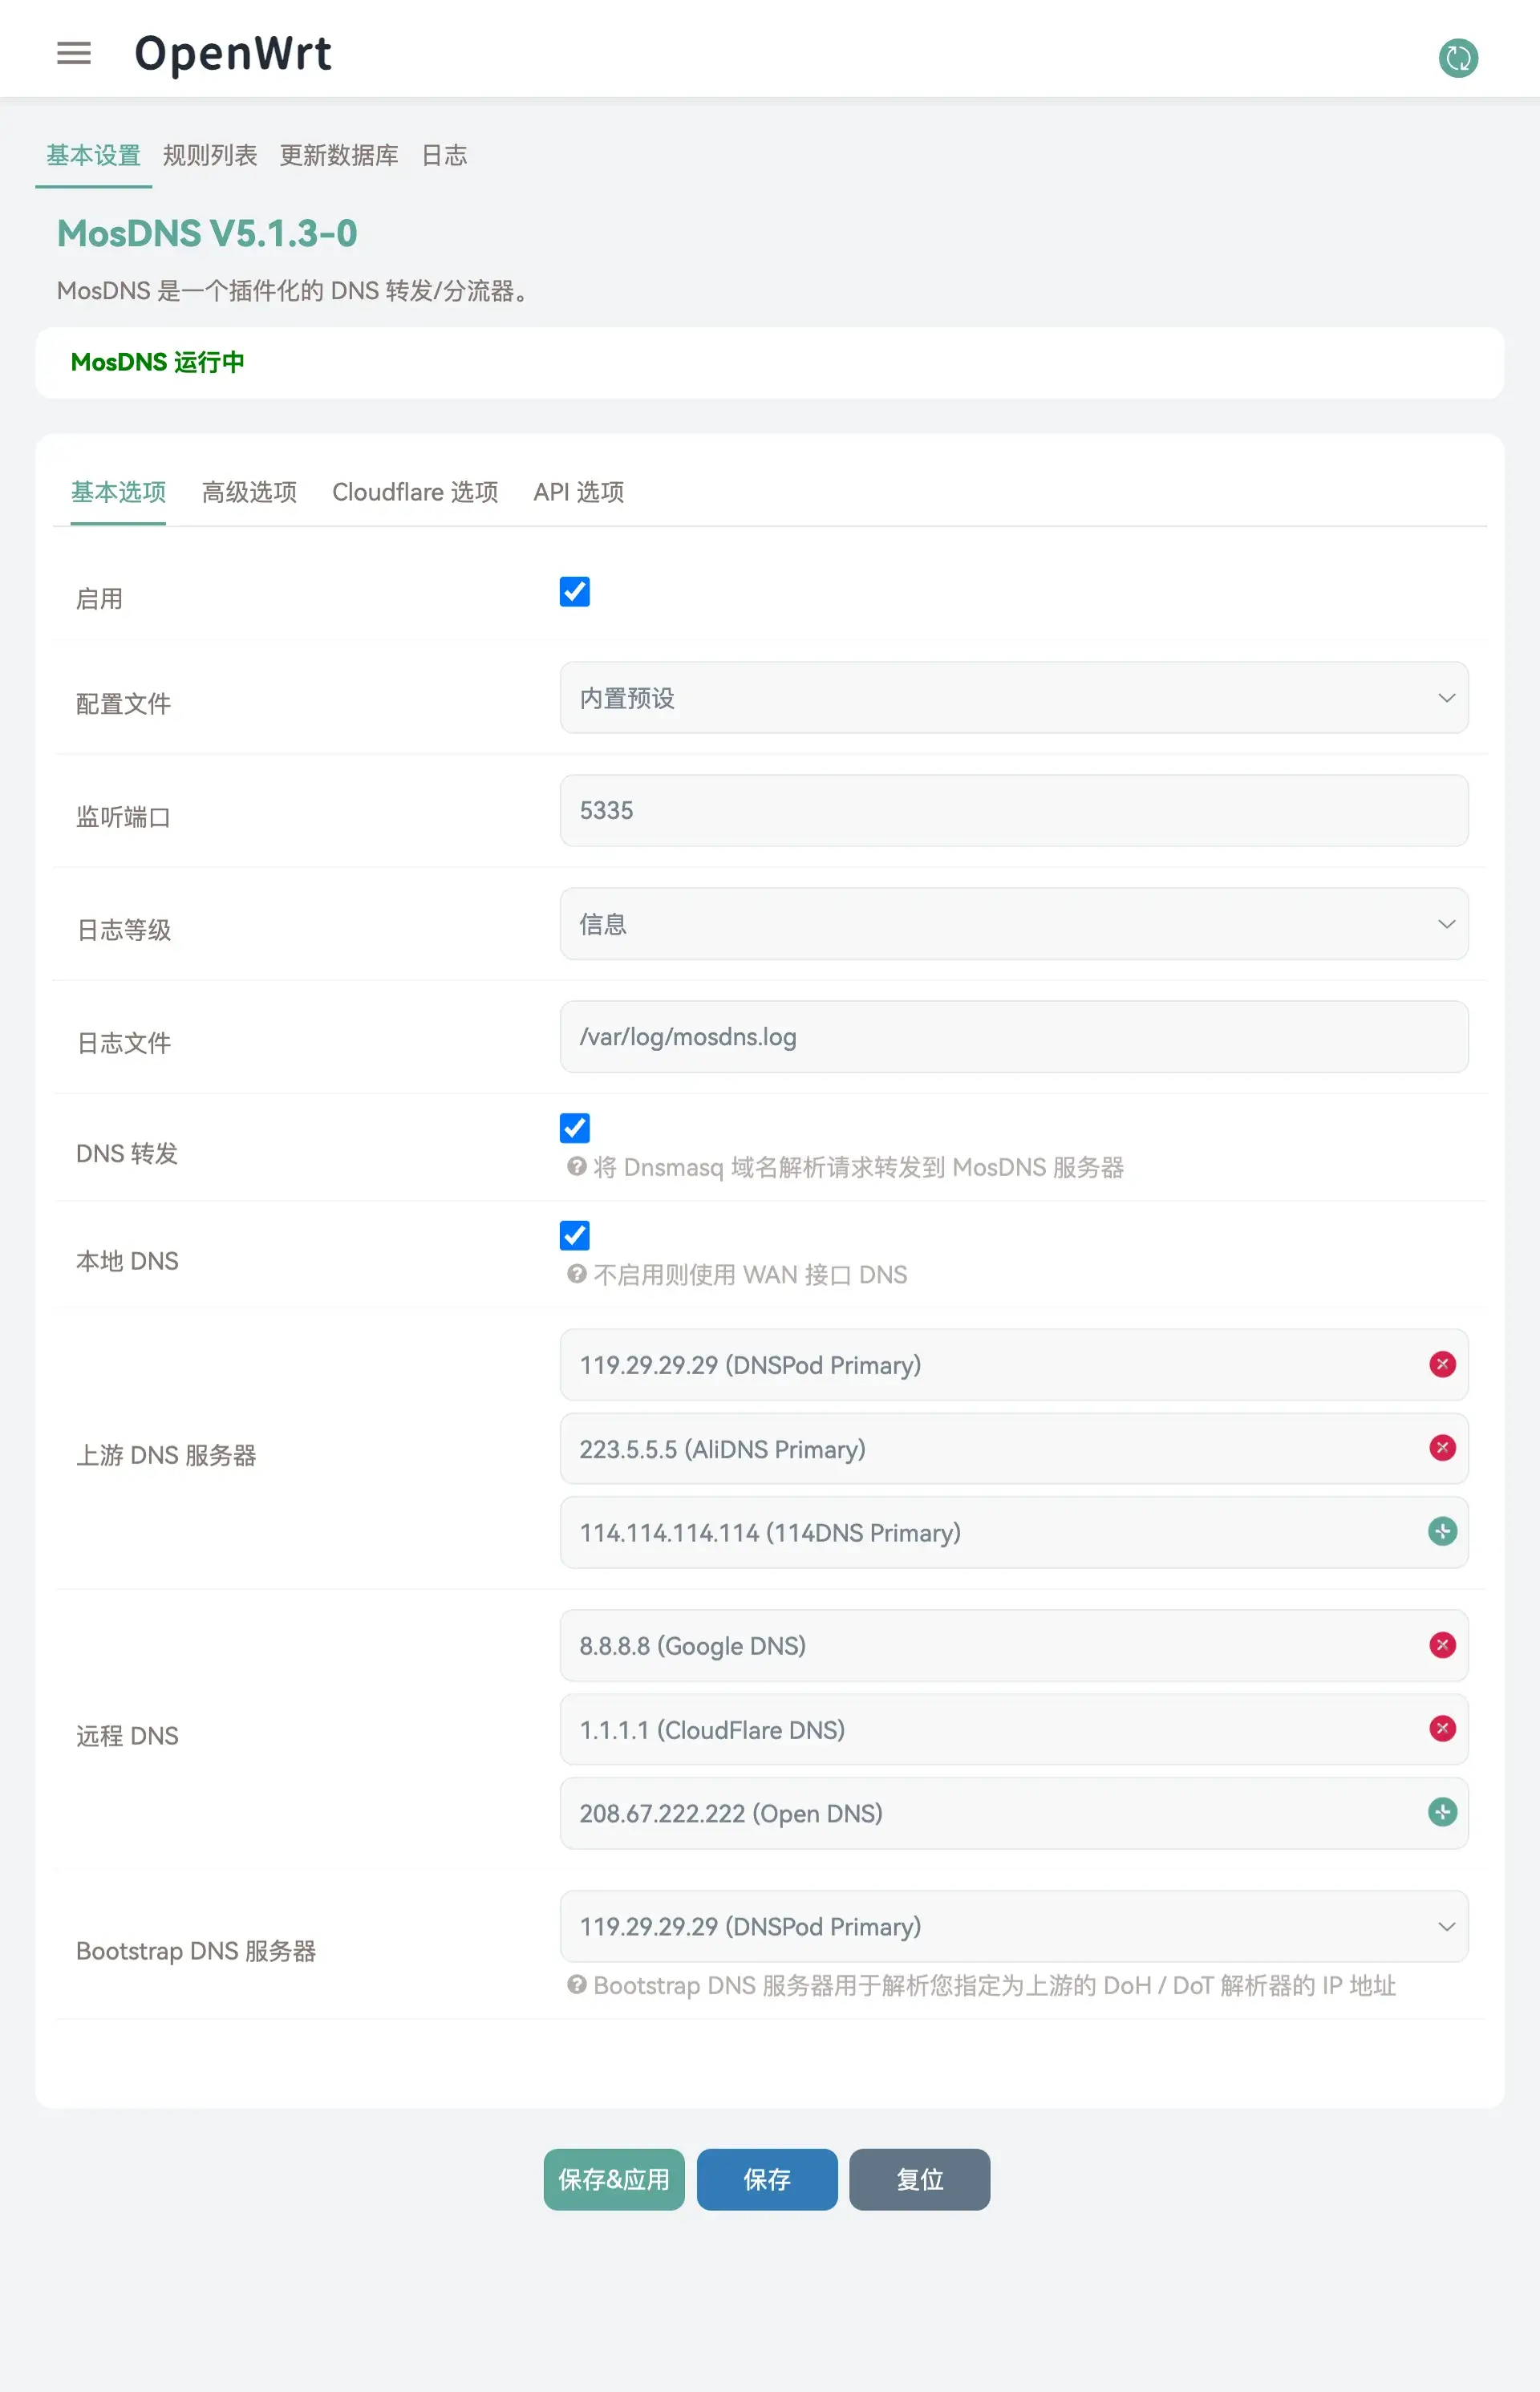 OpenWrt
基本设置 规则列表 更新数据库 日志
MosDNS V5.1.3-0
MosDNS 是一个插件化的 DNS 转发/分流器。
MosDNS 运行中
基本选项 高级选项 Cloudflare 选项 API 选项
启用
配置文件 内置预设
监听端口 5335
日志等级 信息
日志文件 /var/log/mosdns.log
DNS 转发
将 Dnsmasq 域名解析请求转发到 MosDNS 服务器
本地 DNS
不启用则使用 WAN 接口 DNS
119.29.29.29 (DNSPod Primary)
上游 DNS 服务器 223.5.5.5 (AliDNS Primary)
114.114.114.114 (114DNS Primary)
8.8.8.8 (Google DNS)
远程 DNS 1.1.1.1 (CloudFlare DNS)
208.67.222.222 (Open DNS)
119.29.29.29 (DNSPod Primary)
Bootstrap DNS 服务器
Bootstrap DNS 服务器用于解析您指定为上游的 DoH / DoT 解析器的 IP 地址
保存&应用 保存 复位